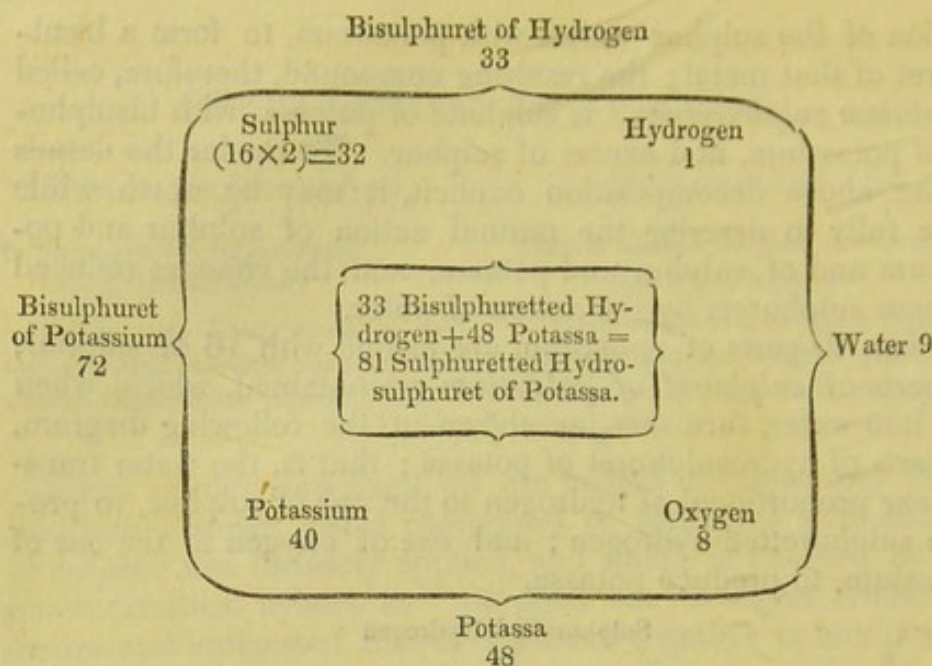 Bisulphuret of Hydrogen
33
Sulphur
(16×2)=32
Hydrogen
1
Bisulphuret
of Potassium
72
33 Bisulphuretted Hy-
drogen+48 Potassa =
81 Sulphuretted Hydro-
sulphuret of Potassa.
Water 9
Potassium
40
Oxygen
8
Potassa
48